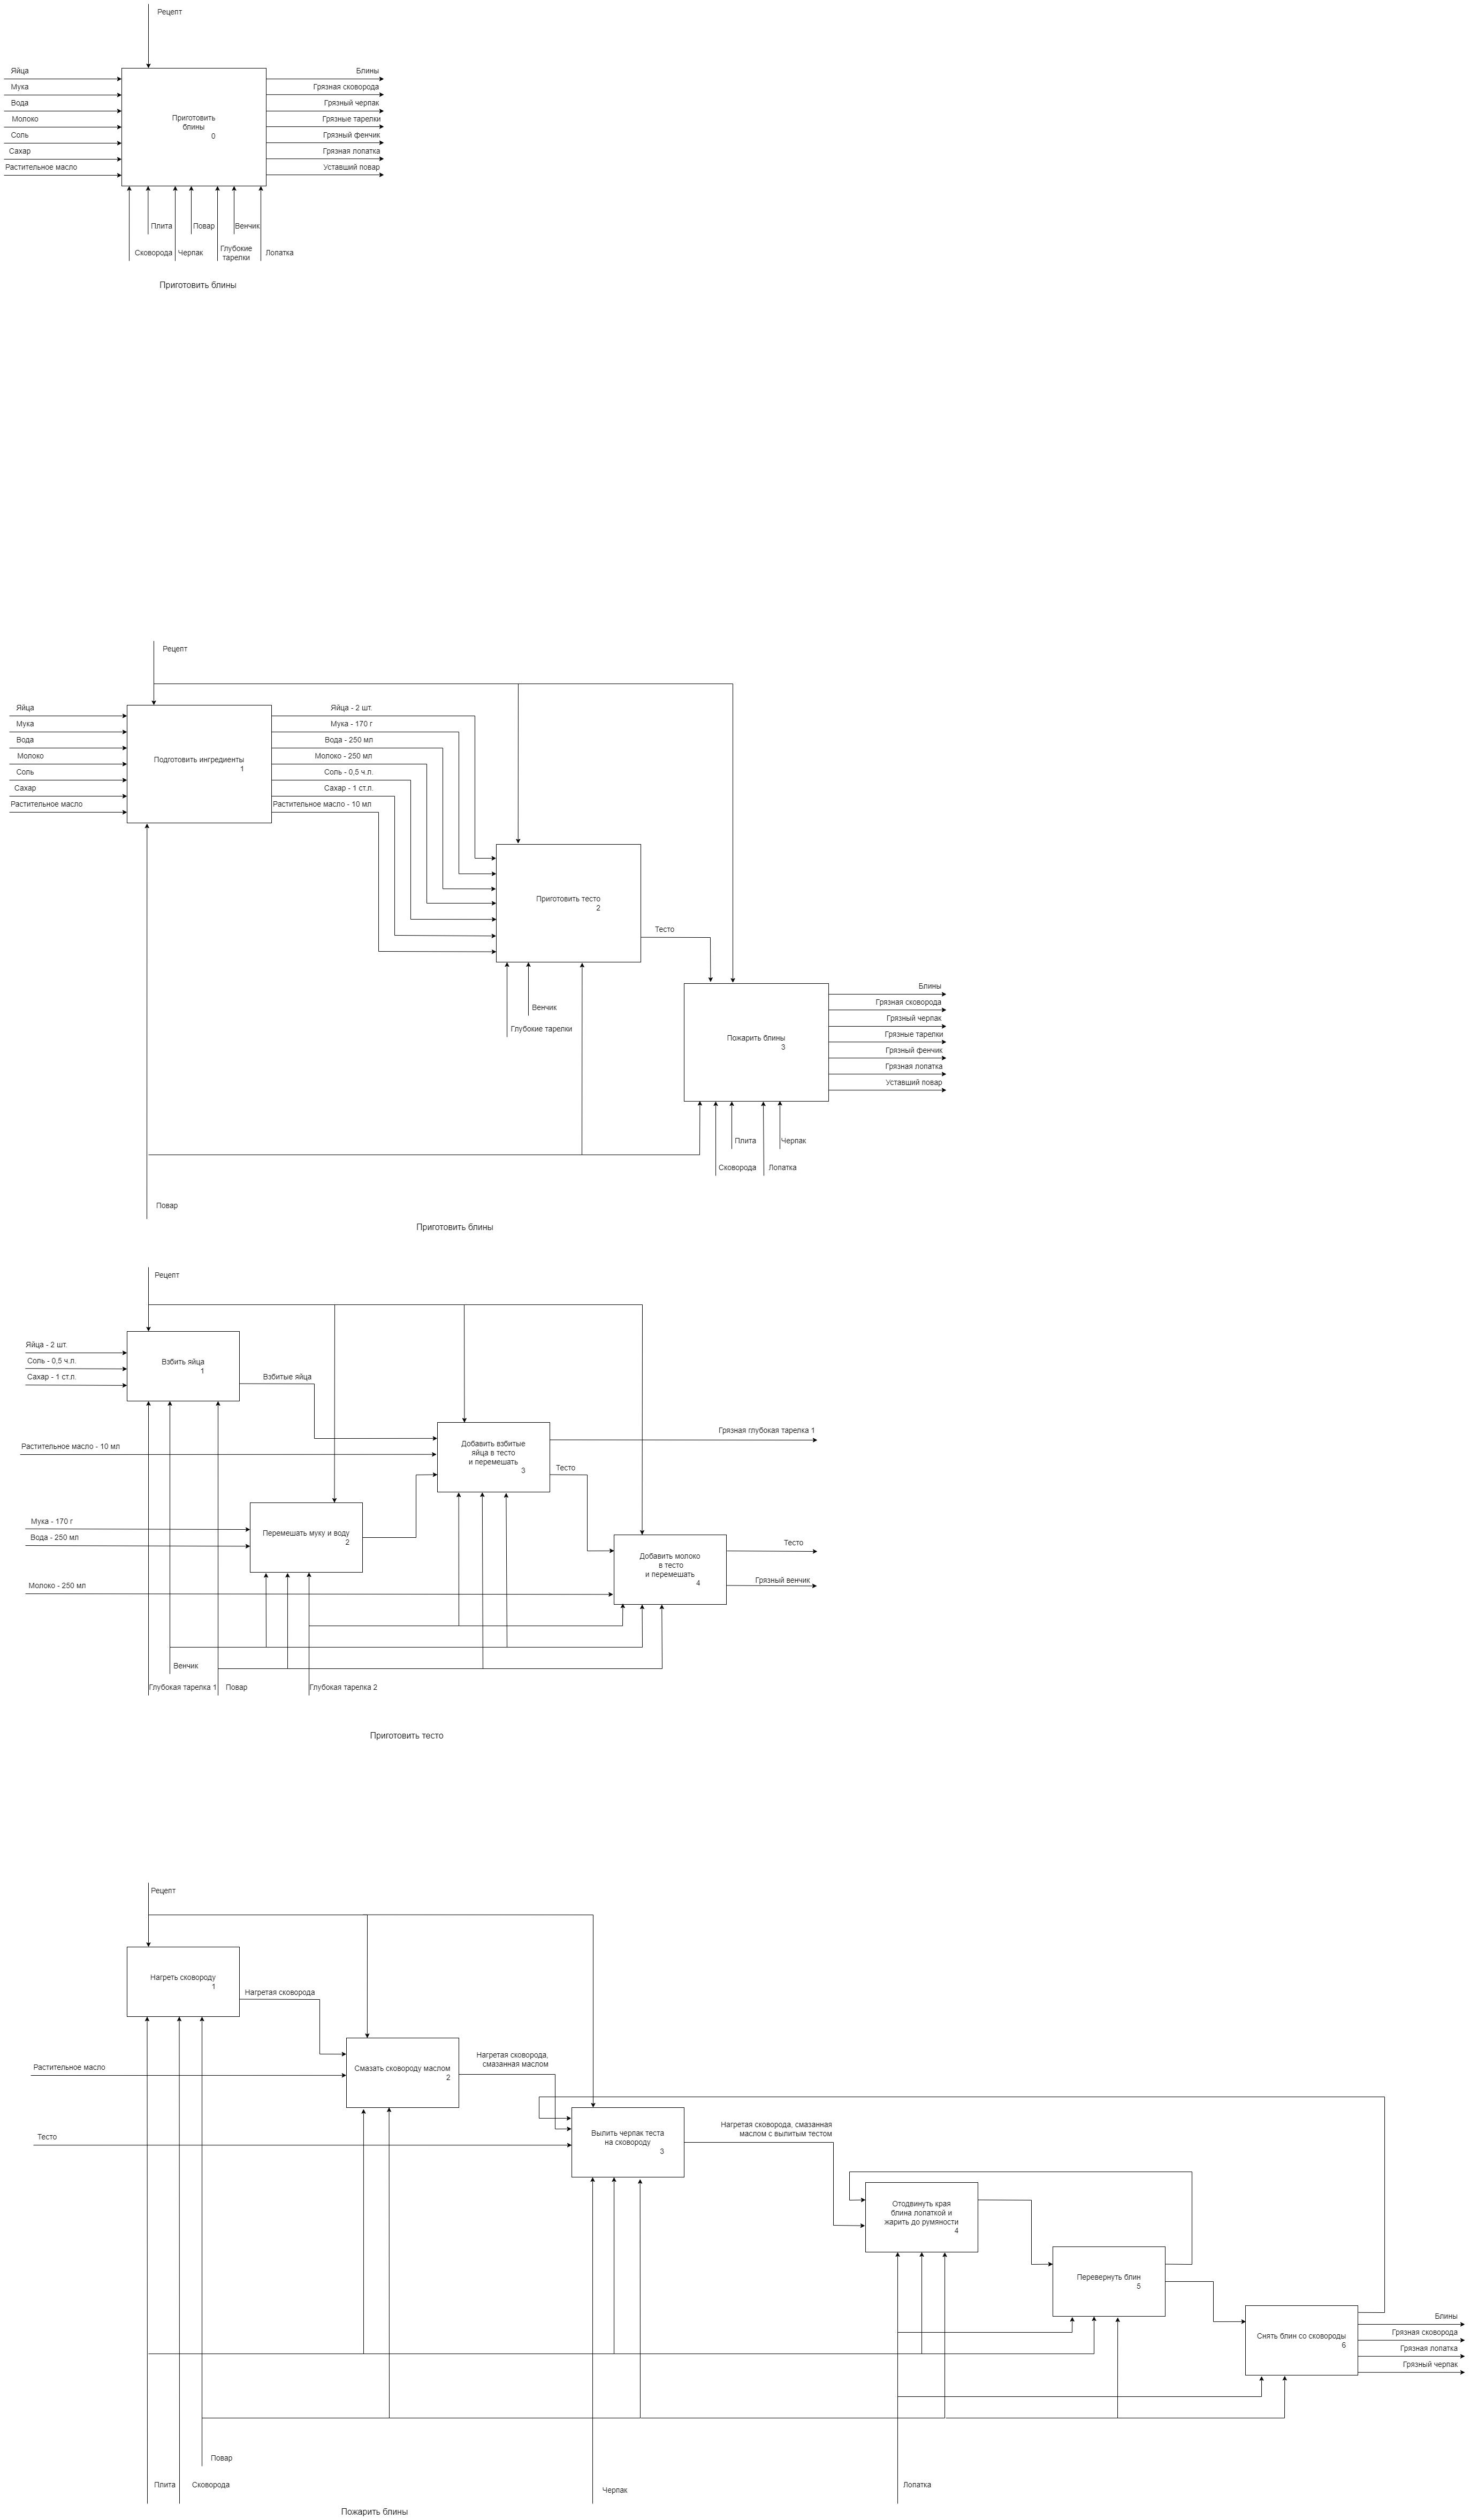 Рецепт
Яйца
Мука
Вода
Молоко
Соль
Сахар
Растительное масло
Приготовить
блины
0
Блины
Грязная сковорода
Грязный черпак
Грязные тарелки
Грязный фенчик
Грязная лопатка
Уставший повар
Плита
Повар
Венчик
Сковорода
Черпак
Глубокие
тарелки
Лопатка
Приготовить блины
Рецепт
Яйца
Мука
Вода
Молоко
Соль
Сахар
Растительное масло
Подготовить ингредиенты
1
Яйца - 2 шт.
Мука - 170 г
Вода - 250 мл
Молоко - 250 мл
Соль - 0,5 ч.л.
Сахар - 1 ст.л.
Растительное масло - 10 мл
Приготовить тесто
2
Тесто
Венчик
Глубокие тарелки
Пожарить блины
3
Блины
Грязная сковорода
Грязный черпак
Грязные тарелки
Грязный фенчик
Грязная лопатка
Уставший повар
Плита
Черпак
Сковорода
Лопатка
Повар
Приготовить блины
Рецепт
Яйца - 2 шт.
Соль - 0,5 ч.л.
Сахар - 1 ст.л.
Взбить яйца
1
Взбитые яйца
Растительное масло - 10 мл
Добавить взбитые
яйца в тесто
и перемешать
3
Грязная глубокая тарелка 1
Тесто
Мука - 170 г
Вода - 250 мл
Перемешать муку и воду
2
Молоко - 250 мл
Добавить молоко
в тесто
и перемешать
4
Тесто
Грязный венчик
Венчик
Глубокая тарелка 1
Повар
Глубокая тарелка 2
Приготовить тесто
Рецепт
Нагреть сковороду
1
Нагретая сковорода
Растительное масло
Смазать сковороду маслом
2
Нагретая сковорода,
смазанная маслом
Тесто
Вылить черпак теста
на сковороду
3
Нагретая сковорода, смазанная
маслом с вылитым тестом
Отодвинуть края
блина лопаткой и
жарить до румяности
4
Перевернуть блин
5
Снять блин со сковороды
6
Блины
Грязная сковорода
Грязная лопатка
Грязный черпак
Повар
Плита
Сковорода
Черпак
Лопатка
Пожарить блины